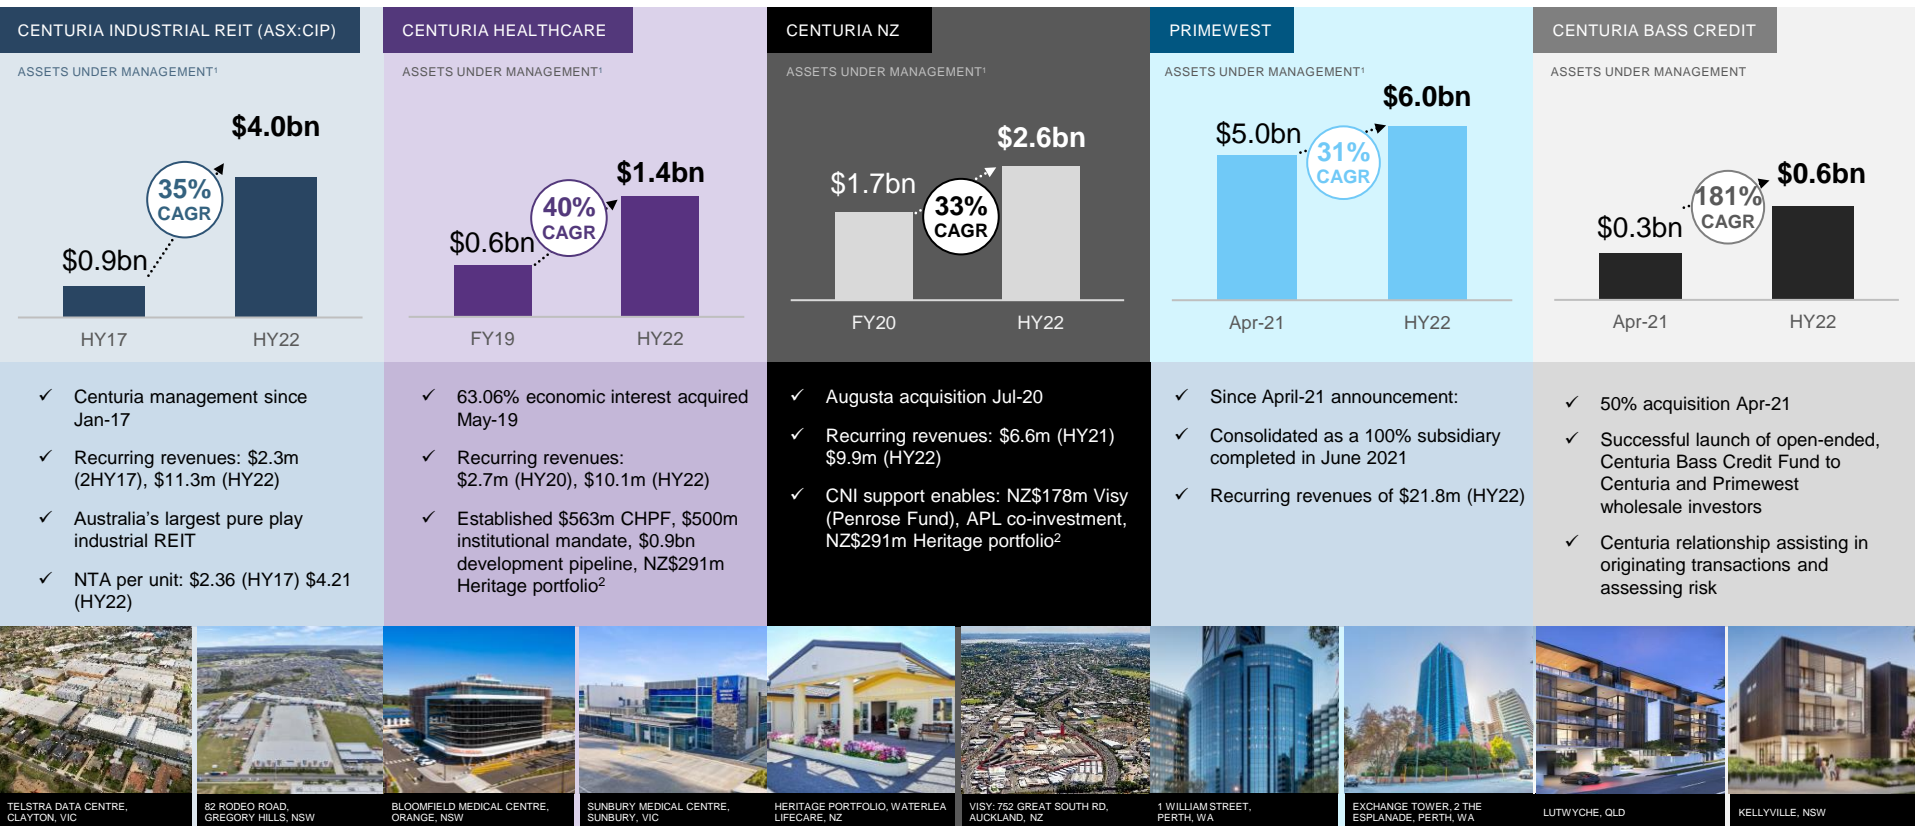 CENTURIA INDUSTRIAL REIT (ASX:CIP)
ASSETS UNDER MANAGEMENT¹
$4.0bn
35%
CAGR
$0.9bn
HY17
HY22
✓ Centuria management since
Jan-17
✓ Recurring revenues: $2.3m
(2HY17), $11.3m (HY22)
✓ Australia’s largest pure play
industrial REIT
✓ NTA per unit: $2.36 (HY17) $4.21
(HY22)
TELSTRA DATA CENTRE,
CLAYTON, VIC
82 RODEO ROAD,
GREGORY HILLS, NSW
CENTURIA HEALTHCARE
ASSETS UNDER MANAGEMENT¹
$1.4bn
40%
CAGR
$0.6bn
FY19
HY22
✓ 63.06% economic interest acquired
May-19
✓ Recurring revenues:
$2.7m (HY20), $10.1m (HY22)
✓ Established $563m CHPF, $500m
institutional mandate, $0.9bn
development pipeline, NZ$291m
Heritage portfolio²
BLOOMFIELD MEDICAL CENTRE,
ORANGE, NSW
SUNBURY MEDICAL CENTRE,
SUNBURY, VIC
CENTURIA NZ
ASSETS UNDER MANAGEMENT¹
$2.6bn
$1.7bn
33%
CAGR
FY20
HY22
✓ Augusta acquisition Jul-20
✓ Recurring revenues: $6.6m (HY21)
$9.9m (HY22)
✓ CNI support enables: NZ$178m Visy
(Penrose Fund), APL co-investment,
NZ$291m Heritage portfolio²
HERITAGE PORTFOLIO, WATERLEA
LIFECARE, NZ
VISY: 752 GREAT SOUTH RD,
AUCKLAND, NZ
PRIMEWEST
ASSETS UNDER MANAGEMENT¹
$6.0bn
$5.0bn
31%
CAGR
Apr-21
HY22
✓ Since April-21 announcement:
✓ Consolidated as a 100% subsidiary
completed in June 2021
✓ Recurring revenues of $21.8m (HY22)
1 WILLIAM STREET,
PERTH, WA
EXCHANGE TOWER, 2 THE
ESPLANADE, PERTH, WA
CENTURIA BASS CREDIT
ASSETS UNDER MANAGEMENT
$0.6bn
181%
CAGR
$0.3bn
Apr-21
HY22
✓ 50% acquisition Apr-21
✓ Successful launch of open-ended,
Centuria Bass Credit Fund to
Centuria and Primewest
wholesale investors
✓ Centuria relationship assisting in
originating transactions and
assessing risk
LUTWYCHE, QLD
KELLYVILLE, NSW